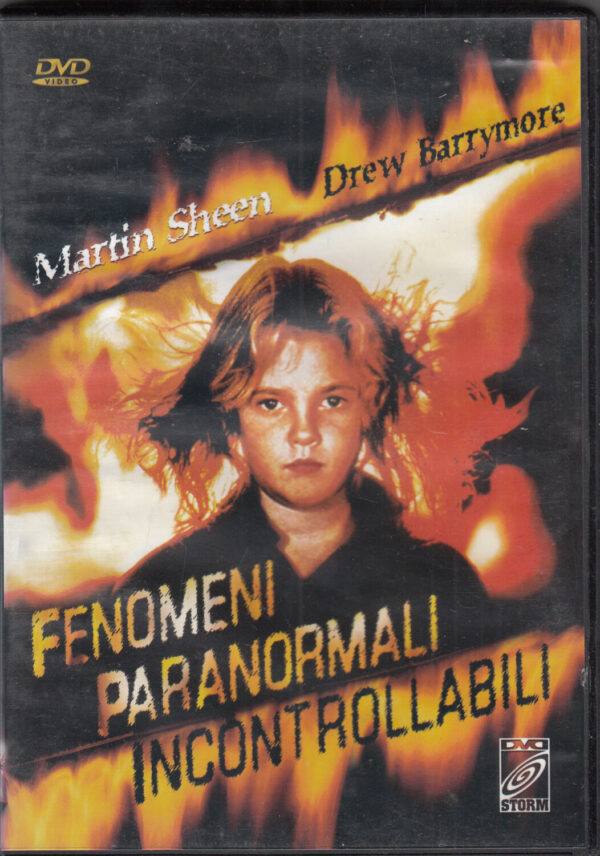 DVD
VIDEO
Martin Sheen
Drew Barrymore
FENOMENI
PARANORMALI
INCONTROLLABILI
DVD
STORM